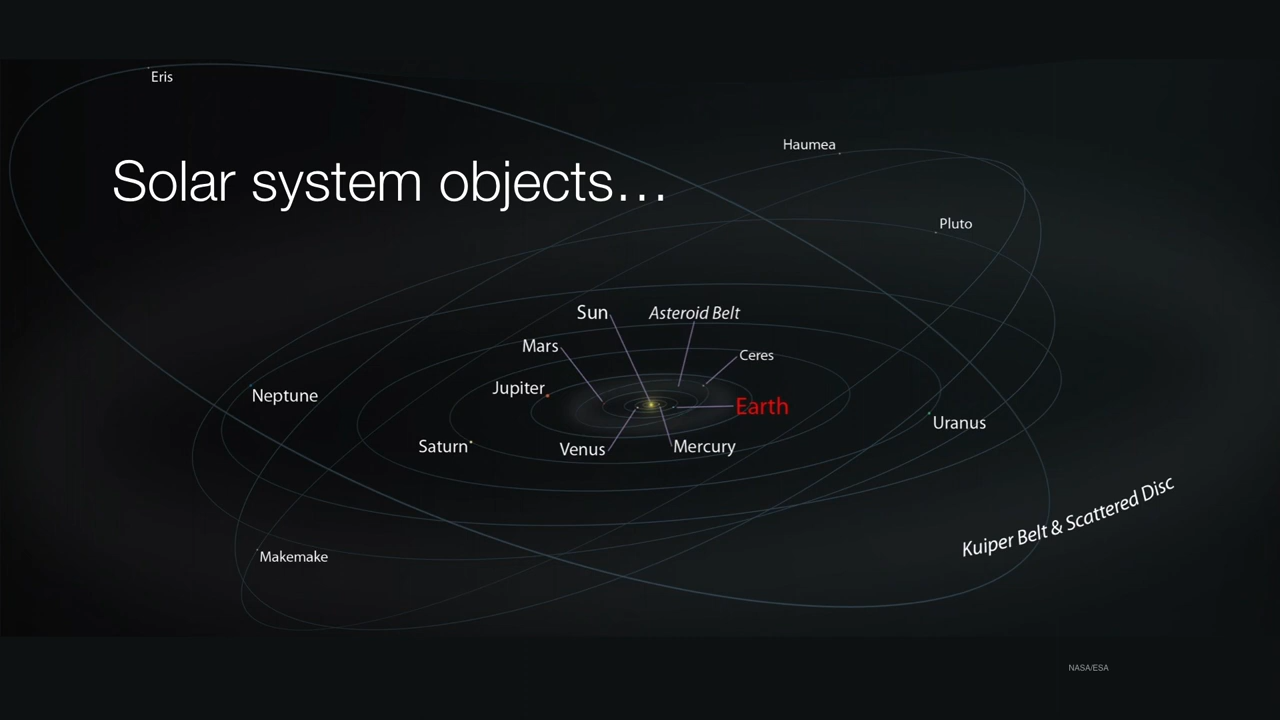 Eris
Haumea
Solar system objects…
Pluto
Sun
Asteroid Belt
Mars
Ceres
Jupiter
Neptune
Earth
Uranus
Saturn
Venus
Mercury
Kuiper Belt & Scattered Disc
Makemake
NASA/ESA